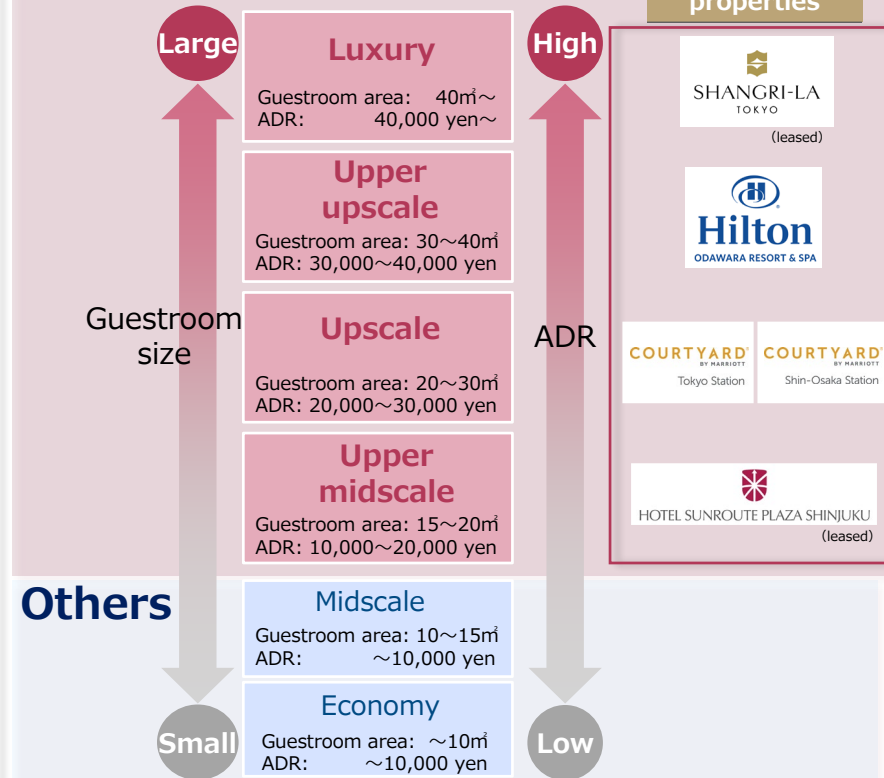 properties
Large
Luxury
Guestroom area: 40㎡～
ADR: 40,000 yen～
Upper
upscale
Guestroom area: 30～40㎡
ADR: 30,000～40,000 yen
Upscale
Guestroom area: 20～30㎡
ADR: 20,000～30,000 yen
Upper
midscale
Guestroom area: 15～20㎡
ADR: 10,000～20,000 yen
Guestroom
size
High
ADR
SHANGRI-LA
TOKYO
(leased)
H
Hilton
ODAWARA RESORT & SPA
COURTYARD®
BY MARRIOTT
Tokyo Station
COURTYARD®
BY MARRIOTT
Shin-Osaka Station
HOTEL SUNROUTE PLAZA SHINJUKU
(leased)
Others
Midscale
Guestroom area: 10～15㎡
ADR: ～10,000 yen
Economy
Guestroom area: ～10㎡
ADR: ～10,000 yen
Small
Low